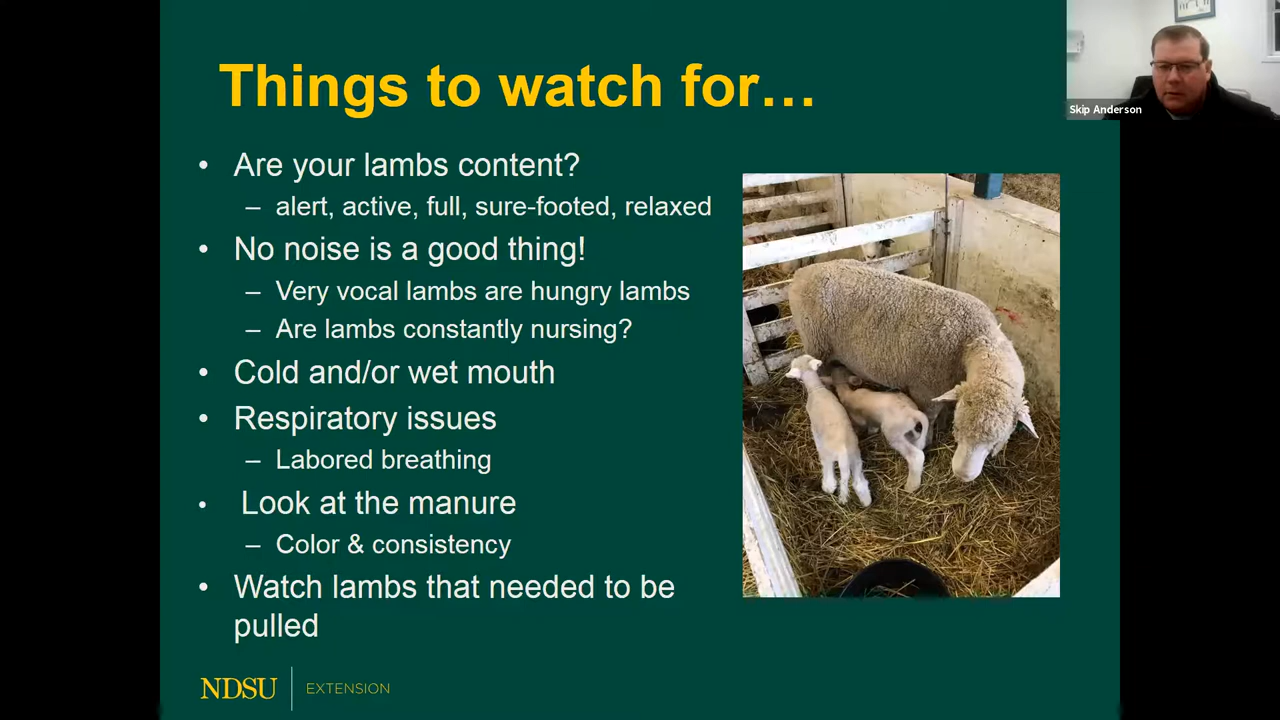 Things to watch for…
Skip Anderson
• Are your lambs content?
– alert, active, full, sure-footed, relaxed
• No noise is a good thing!
– Very vocal lambs are hungry lambs
– Are lambs constantly nursing?
• Cold and/or wet mouth
• Respiratory issues
– Labored breathing
• Look at the manure
– Color & consistency
• Watch lambs that needed to be
pulled
NDSU EXTENSION